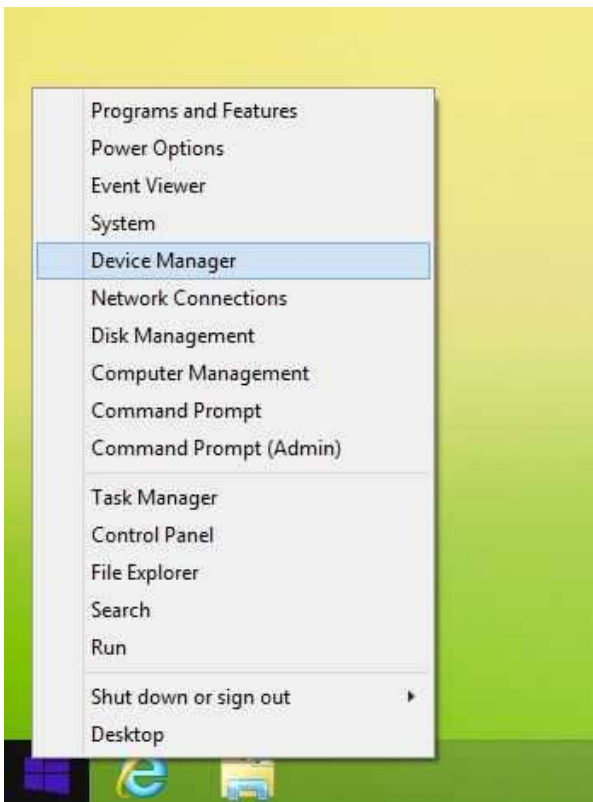 Programs and Features
Power Options
Event Viewer
System
Device Manager
Network Connections
Disk Management
Computer Management
Command Prompt
Command Prompt (Admin)
Task Manager
Control Panel
File Explorer
Search
Run
Shut down or sign out
Desktop